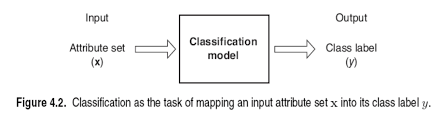 Input
Output
Attribute set
(x)
Classification
model
Class label
(y)
Figure 4.2. Classification as the task of mapping an input attribute set x into its class label y.